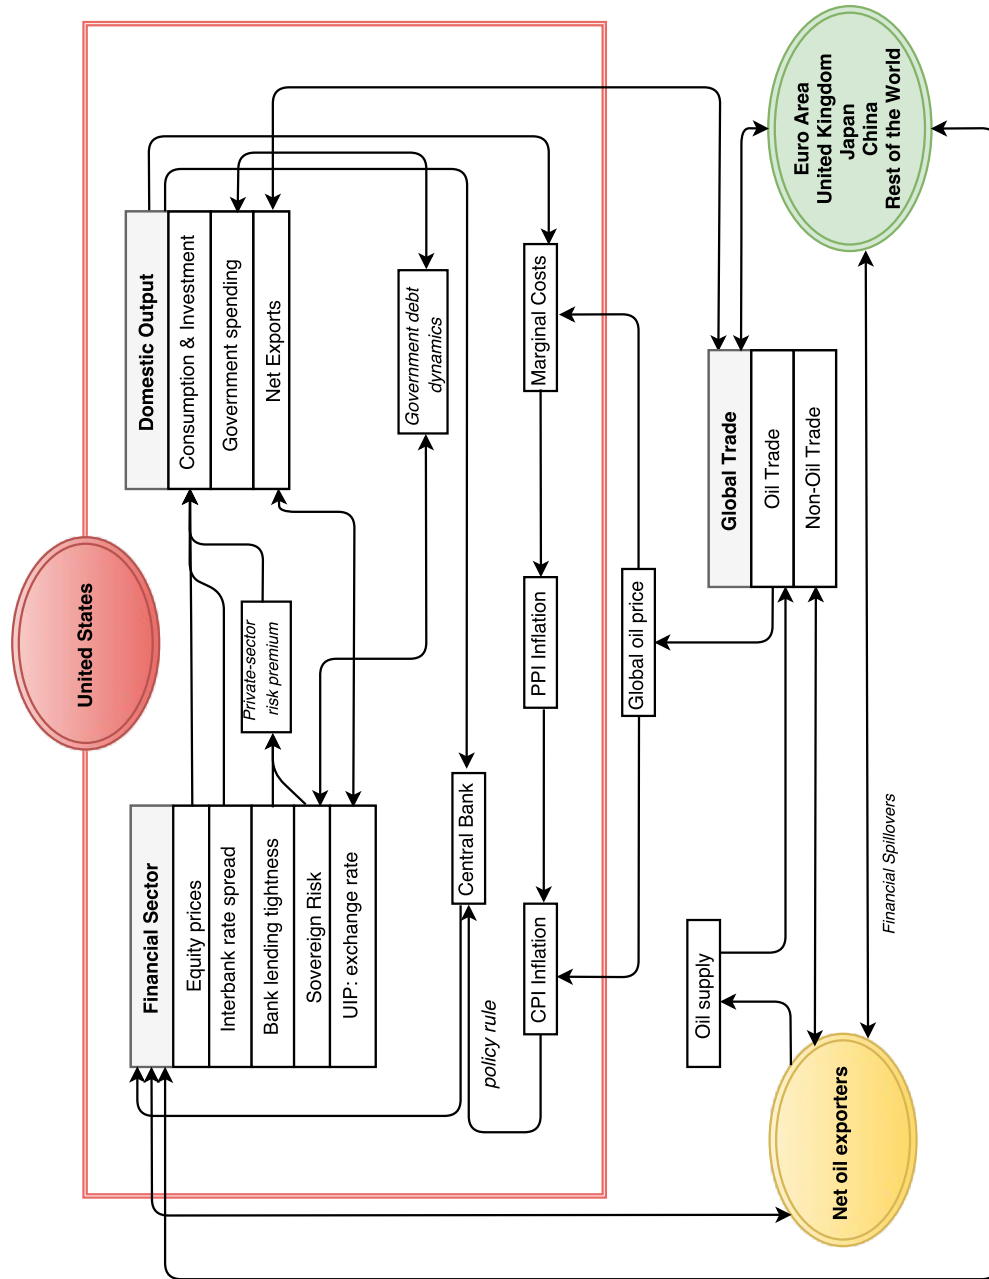 United States
Financial Sector
Equity prices
Interbank rate spread
Bank lending tightness
Sovereign Risk
UIP: exchange rate
Private-sector
risk premium
Domestic Output
Consumption & Investment
Government spending
Net Exports
Government debt
dynamics
Central Bank
policy rule
CPI Inflation
PPI Inflation
Marginal Costs
Global oil price
Oil supply
Global Trade
Oil Trade
Non-Oil Trade
Net oil exporters
Financial Spillovers
Euro Area
United Kingdom
Japan
China
Rest of the World